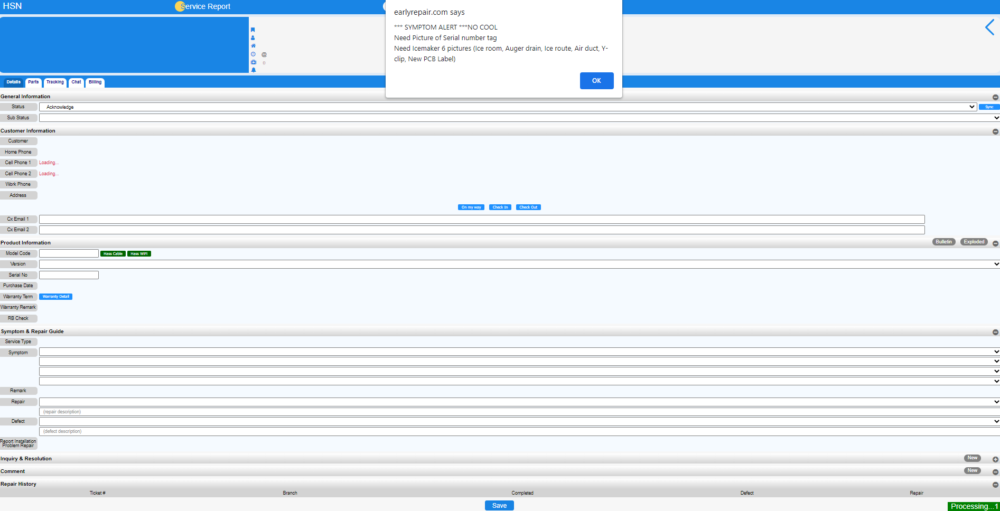 HSN
Service Report
earlyrepair.com says
*** SYMPTOM ALERT ***NO COOL
Need Picture of Serial number tag
Need Icemaker 6 pictures (Ice room, Auger drain, Ice route, Air duct, Y-
clip, New PCB Label)
OK
@
()
Details Parts Tracking Chat Billing
General Information
Status Acknowledge Sync
Sub Status
Customer Information
Customer
Home Phone
Cell Phone 1 Loading...
Cell Phone 2 Loading...
Work Phone
Address
On my way Check In Check Out
Cx Email 1
Cx Email 2
Product Information Bulletin Exploded
Model Code Hass Cable Hass WiFi
Version
Serial No
Purchase Date
Warranty Term Warranty Detail
Warranty Remark
RB Check
Symptom & Repair Guide
Service Type
Symptom
Remark
Repair
(repair description)
Defect
(defect description)
Report Installation
Problem Repair
Inquiry & Resolution New
Comment New
Repair History
Ticket # Branch Completed Defect Repair
Save
Processing...1